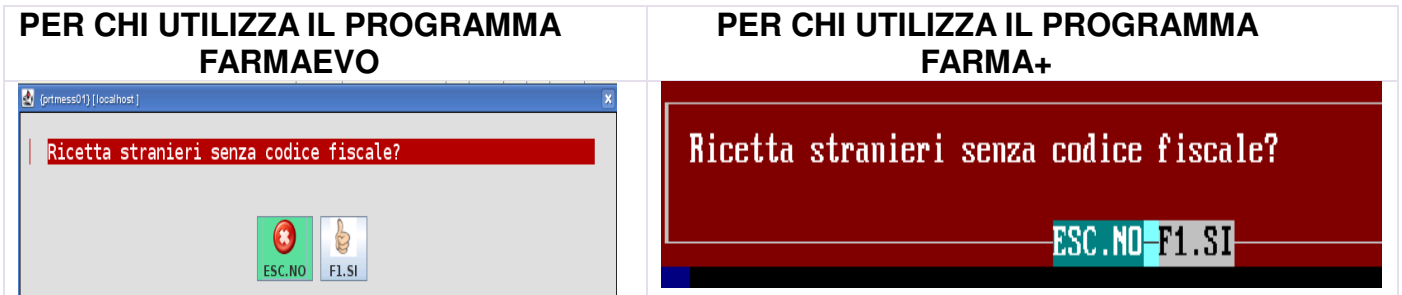 PER CHI UTILIZZA IL PROGRAMMA
FARMAEVO
PER CHI UTILIZZA IL PROGRAMMA
FARMA+
{prtmess01} [localhost ]
Ricetta stranieri senza codice fiscale?
ESC.NO
F1.SI
Ricetta stranieri senza codice fiscale?
ESC.NO-F1.SI